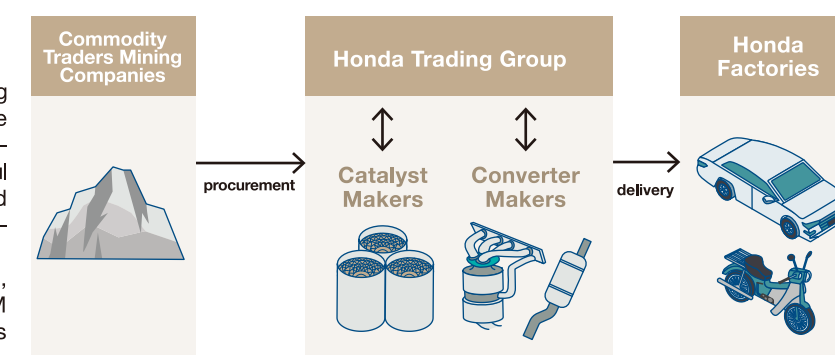 Commodity
Traders Mining
Companies
Honda Trading Group
Honda
Factories
procurement
Catalyst
Makers
Converter
Makers
delivery